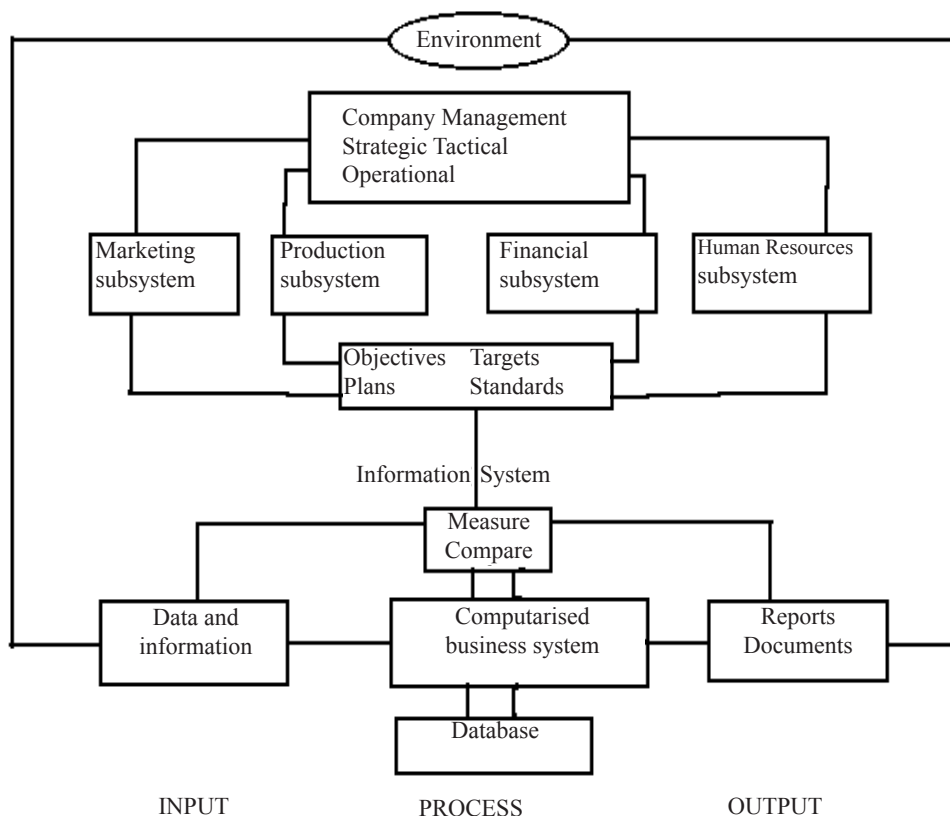 Environment
Company Management
Strategic Tactical
Operational
Marketing
subsystem
Production
subsystem
Financial
subsystem
Human Resources
subsystem
Objectives Targets
Plans Standards
Information System
Measure
Compare
Data and
information
Computarised
business system
Reports
Documents
Database
INPUT PROCESS OUTPUT